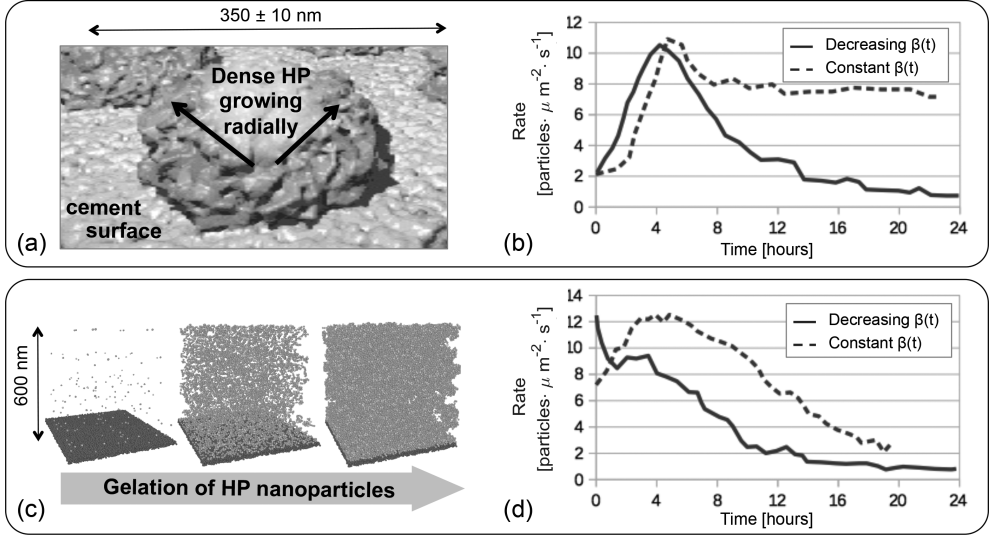 350 ± 10 nm
Dense HP
growing
radially
cement
surface
(a)
Rate
[particles· μ m⁻²· s⁻¹]
12
10
8
6
4
2
0
0 4 8 12 16 20 24
Time [hours]
Decreasing β(t)
Constant β(t)
(b)
600 nm
Gelation of HP nanoparticles
(c)
Rate
[particles· μ m⁻²· s⁻¹]
14
12
10
8
6
4
2
0
0 4 8 12 16 20 24
Time [hours]
Decreasing β(t)
Constant β(t)
(d)